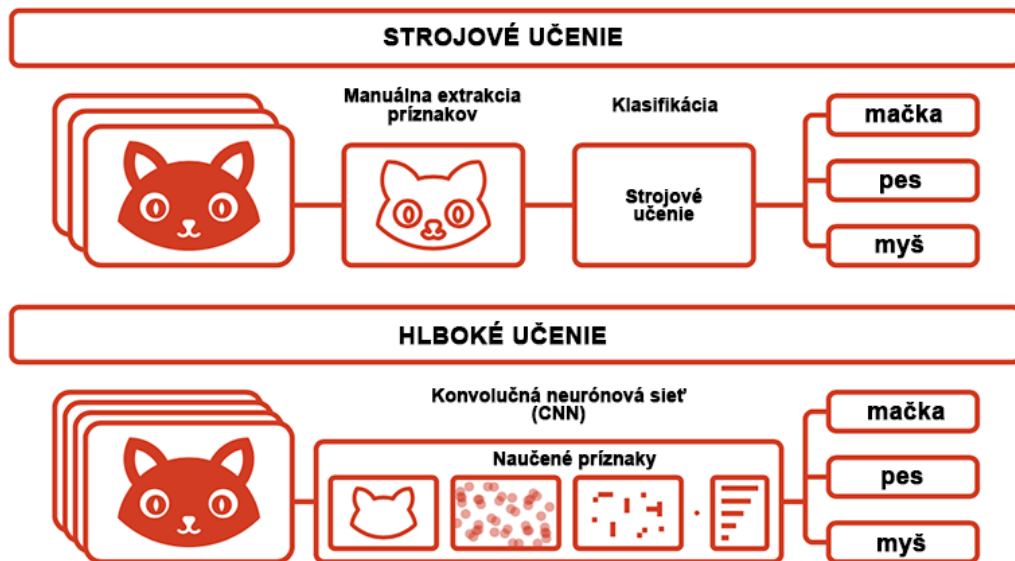 STROJOVÉ UČENIE
Manuálna extrakcia
príznakov
Klasifikácia
Strojové
učenie
mačka
pes
myš
HLBOKÉ UČENIE
Konvolučná neurónová sieť
(CNN)
Naučené príznaky
mačka
pes
myš